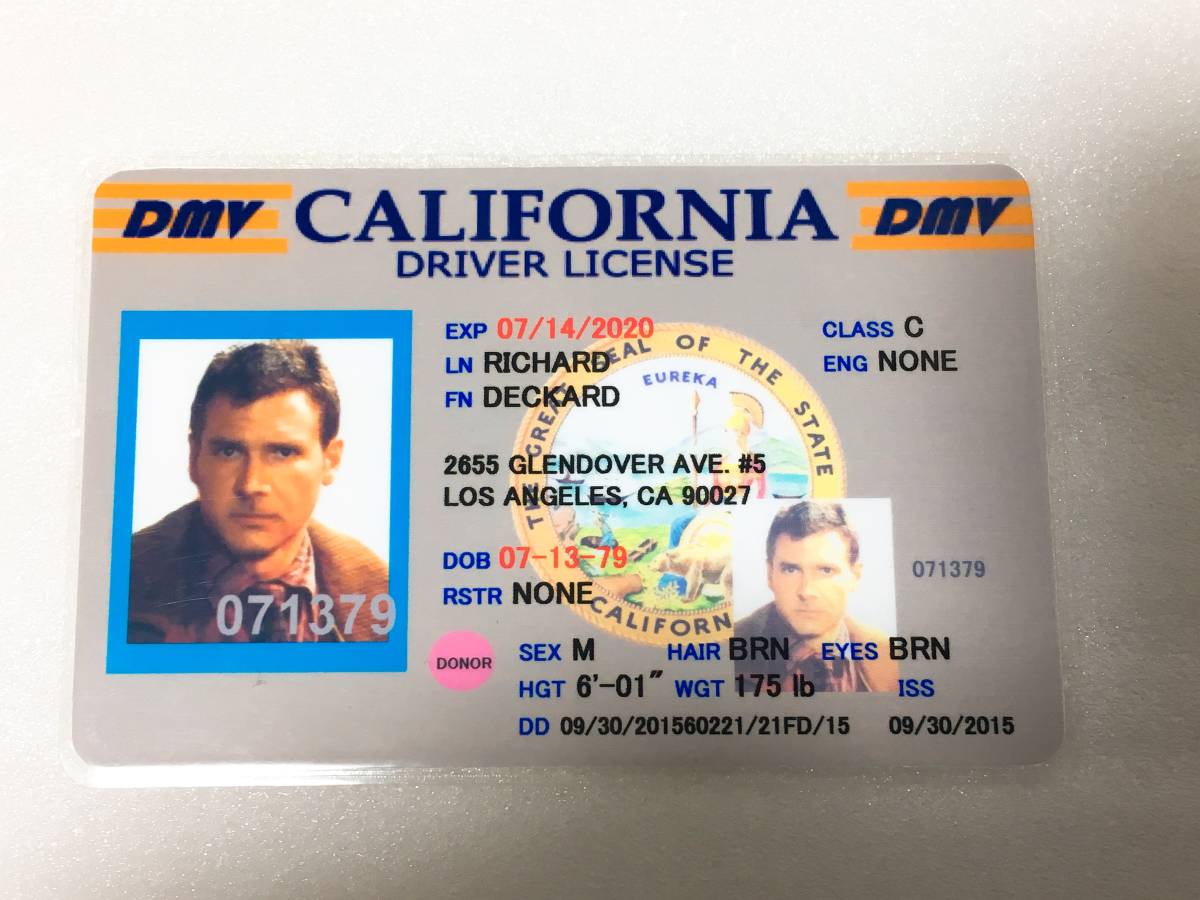 DMV CALIFORNIA DMV
DRIVER LICENSE
EXP 07/14/2020 CLASS C
LN RICHARD ENG NONE
FN DECKARD
2655 GLENDOVER AVE. #5
LOS ANGELES, CA 90027
DOB 07-13-79
RSTR NONE
071379
071379
DONOR
SEX M HAIR BRN EYES BRN
HGT 6'-01" WGT 175 lb ISS
DD 09/30/201560221/21FD/15 09/30/2015
THE GREAT SEAL OF THE STATE
EUREKA
CALIFORN